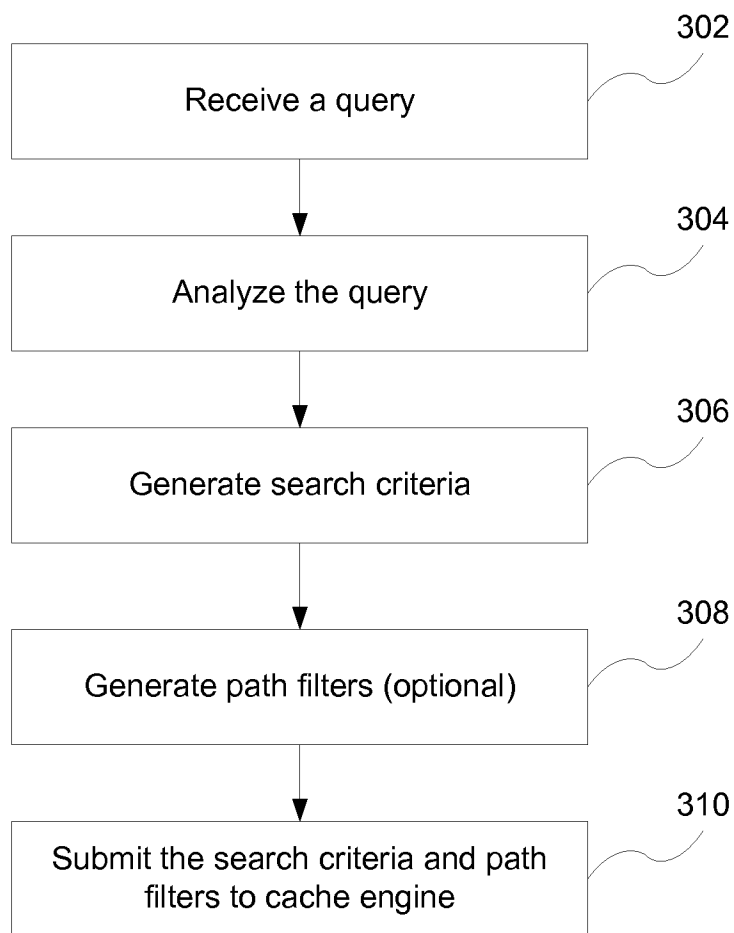 302
Receive a query
304
Analyze the query
306
Generate search criteria
308
Generate path filters (optional)
310
Submit the search criteria and path
filters to cache engine